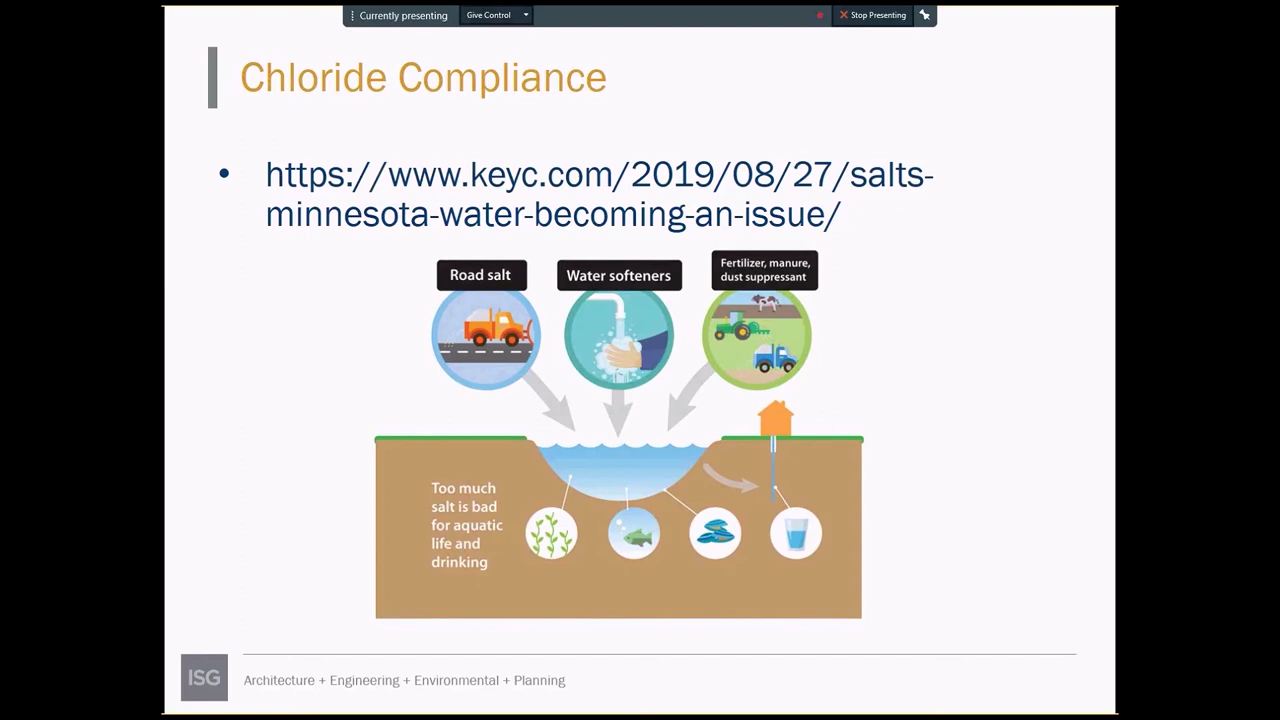 Currently presenting
Give Control
Stop Presenting
Chloride Compliance
• https://www.keyc.com/2019/08/27/salts-
minnesota-water-becoming-an-issue/
Road salt
Water softeners
Fertilizer, manure,
dust suppressant
Too much
salt is bad
for aquatic
life and
drinking
ISG
Architecture + Engineering + Environmental + Planning